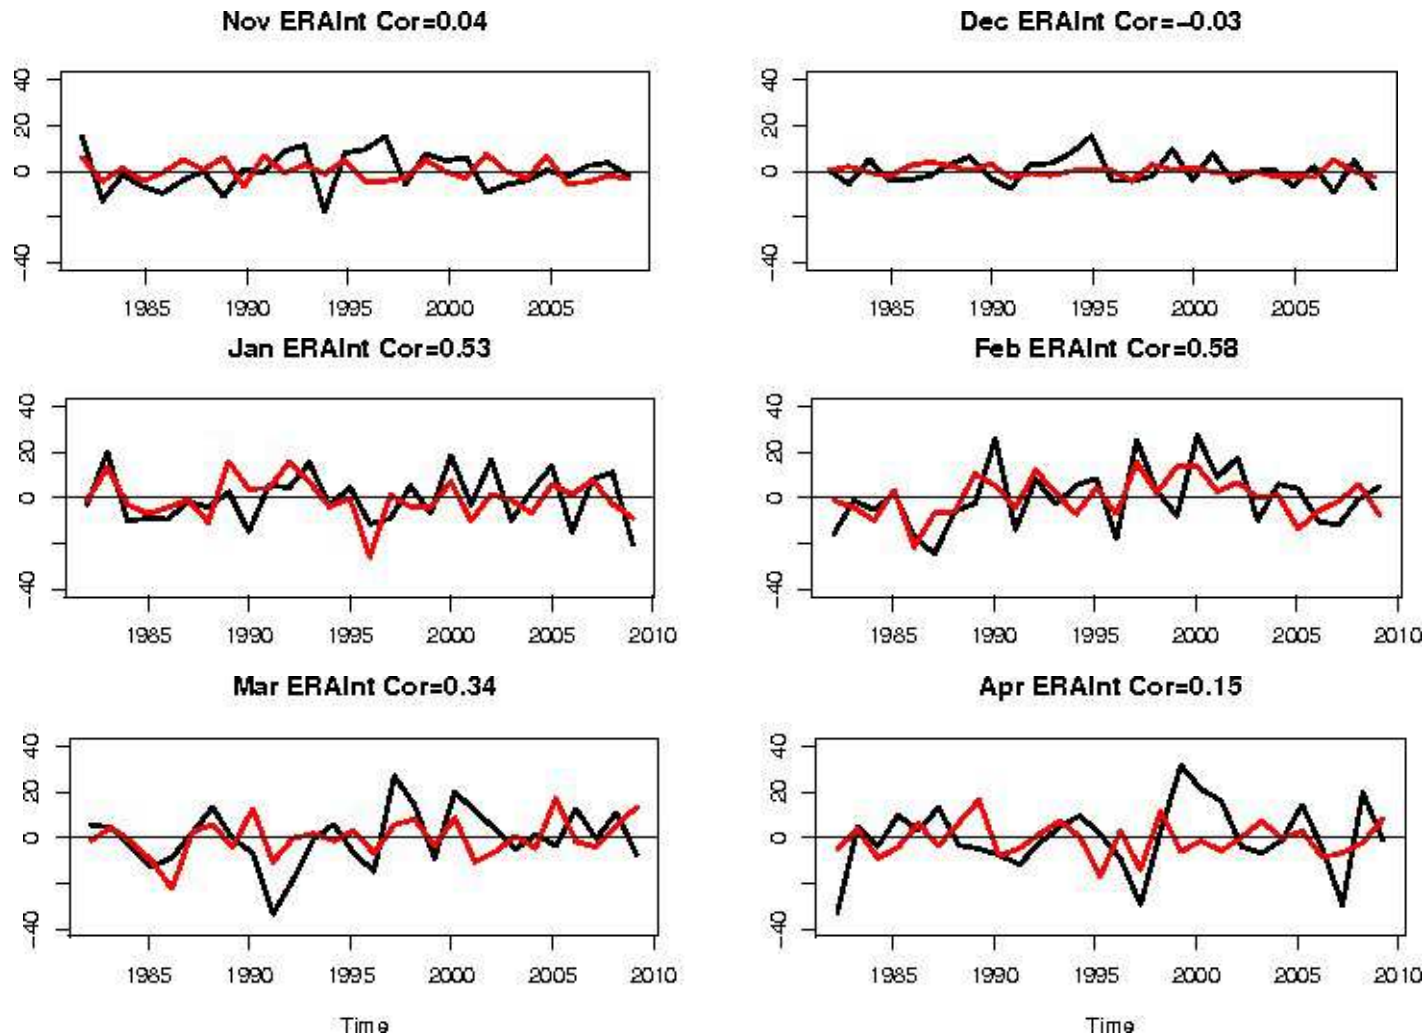 Nov ERAInt Cor=0.04
Dec ERAInt Cor=−0.03
40
20
0
−40
1985 1990 1995 2000 2005
40
20
0
−40
1985 1990 1995 2000 2005
Jan ERAInt Cor=0.53
Feb ERAInt Cor=0.58
40
20
0
−40
1985 1990 1995 2000 2005 2010
40
20
0
−40
1985 1990 1995 2000 2005 2010
Mar ERAInt Cor=0.34
Apr ERAInt Cor=0.15
40
20
0
−40
1985 1990 1995 2000 2005 2010
Time
40
20
0
−40
1985 1990 1995 2000 2005 2010
Time